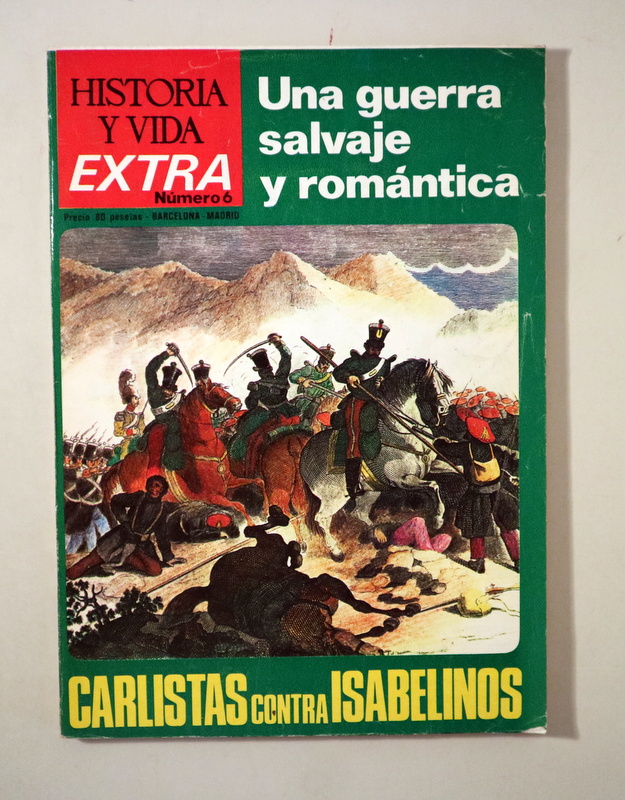 HISTORIA
Y VIDA
EXTRA
Número 6
Precio 80 pesetas - BARCELONA - MADRID
Una guerra
salvaje
y romántica
CARLISTAS CONTRA ISABELINOS